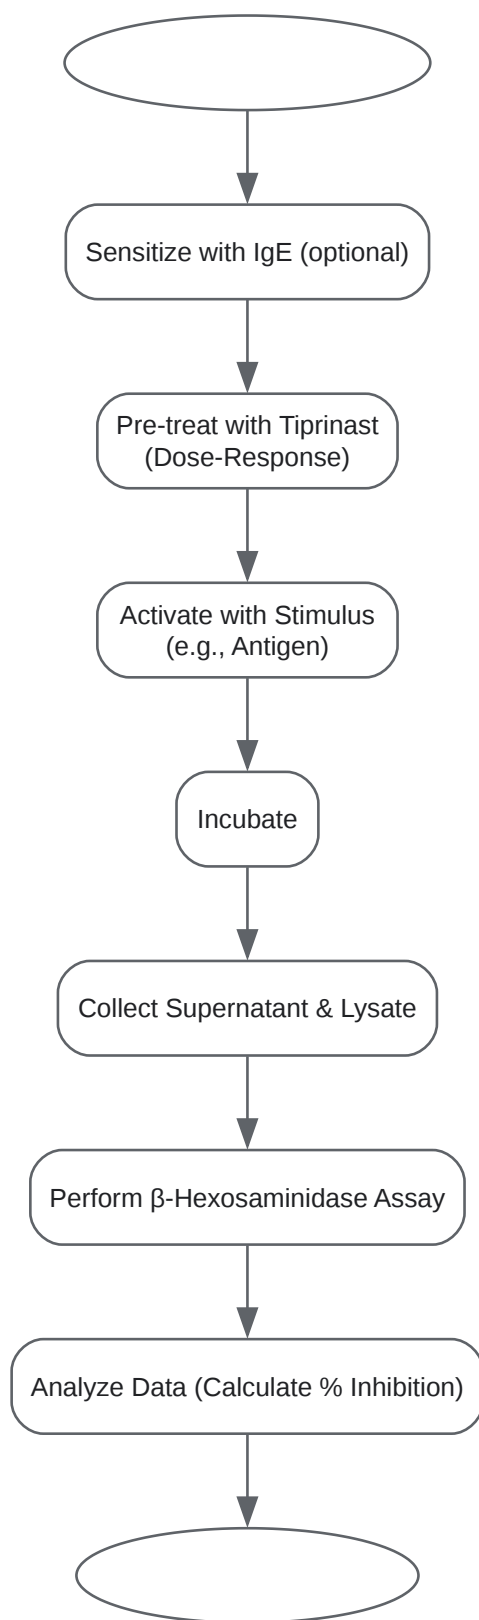 Sensitize with IgE (optional)
Pre-treat with Tiprinast
(Dose-Response)
Activate with Stimulus
(e.g., Antigen)
Incubate
Collect Supernatant & Lysate
Perform β-Hexosaminidase Assay
Analyze Data (Calculate % Inhibition)